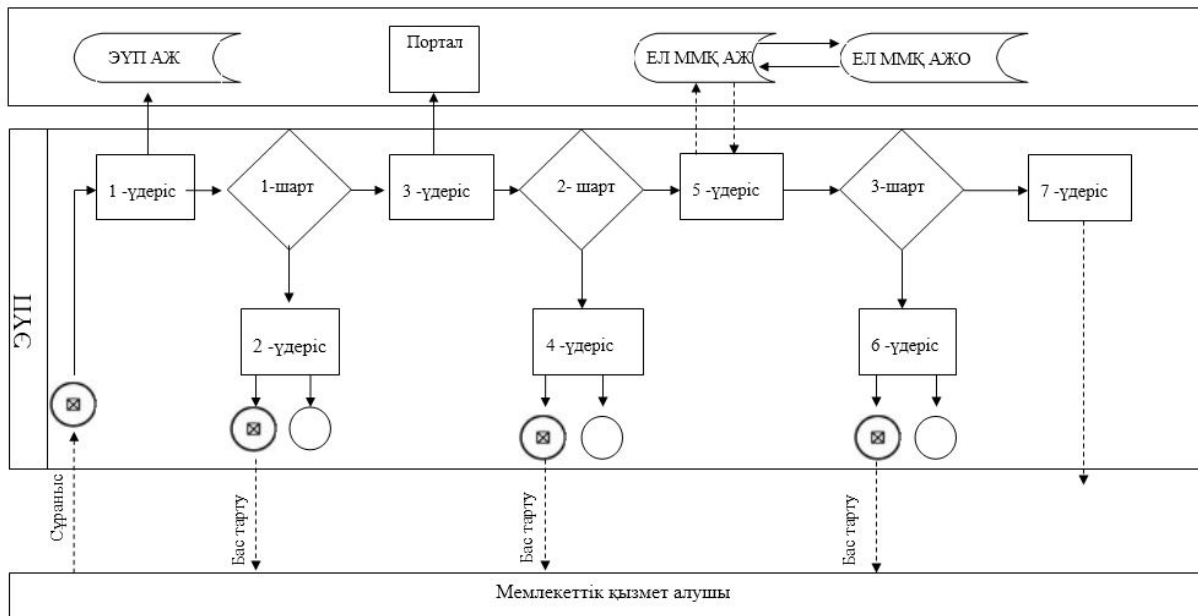 ЭҮП АЖ
Портал
ЕЛ ММҚ АЖ
ЕЛ ММҚ АЖО
ЭҮП
1 -үдеріс
1-шарт
3 -үдеріс
2- шарт
5 -үдеріс
3-шарт
7 -үдеріс
2 -үдеріс
4 -үдеріс
6 -үдеріс
Сұраныс
Бас тарту
Бас тарту
Бас тарту
Мемлекеттік қызмет алушы